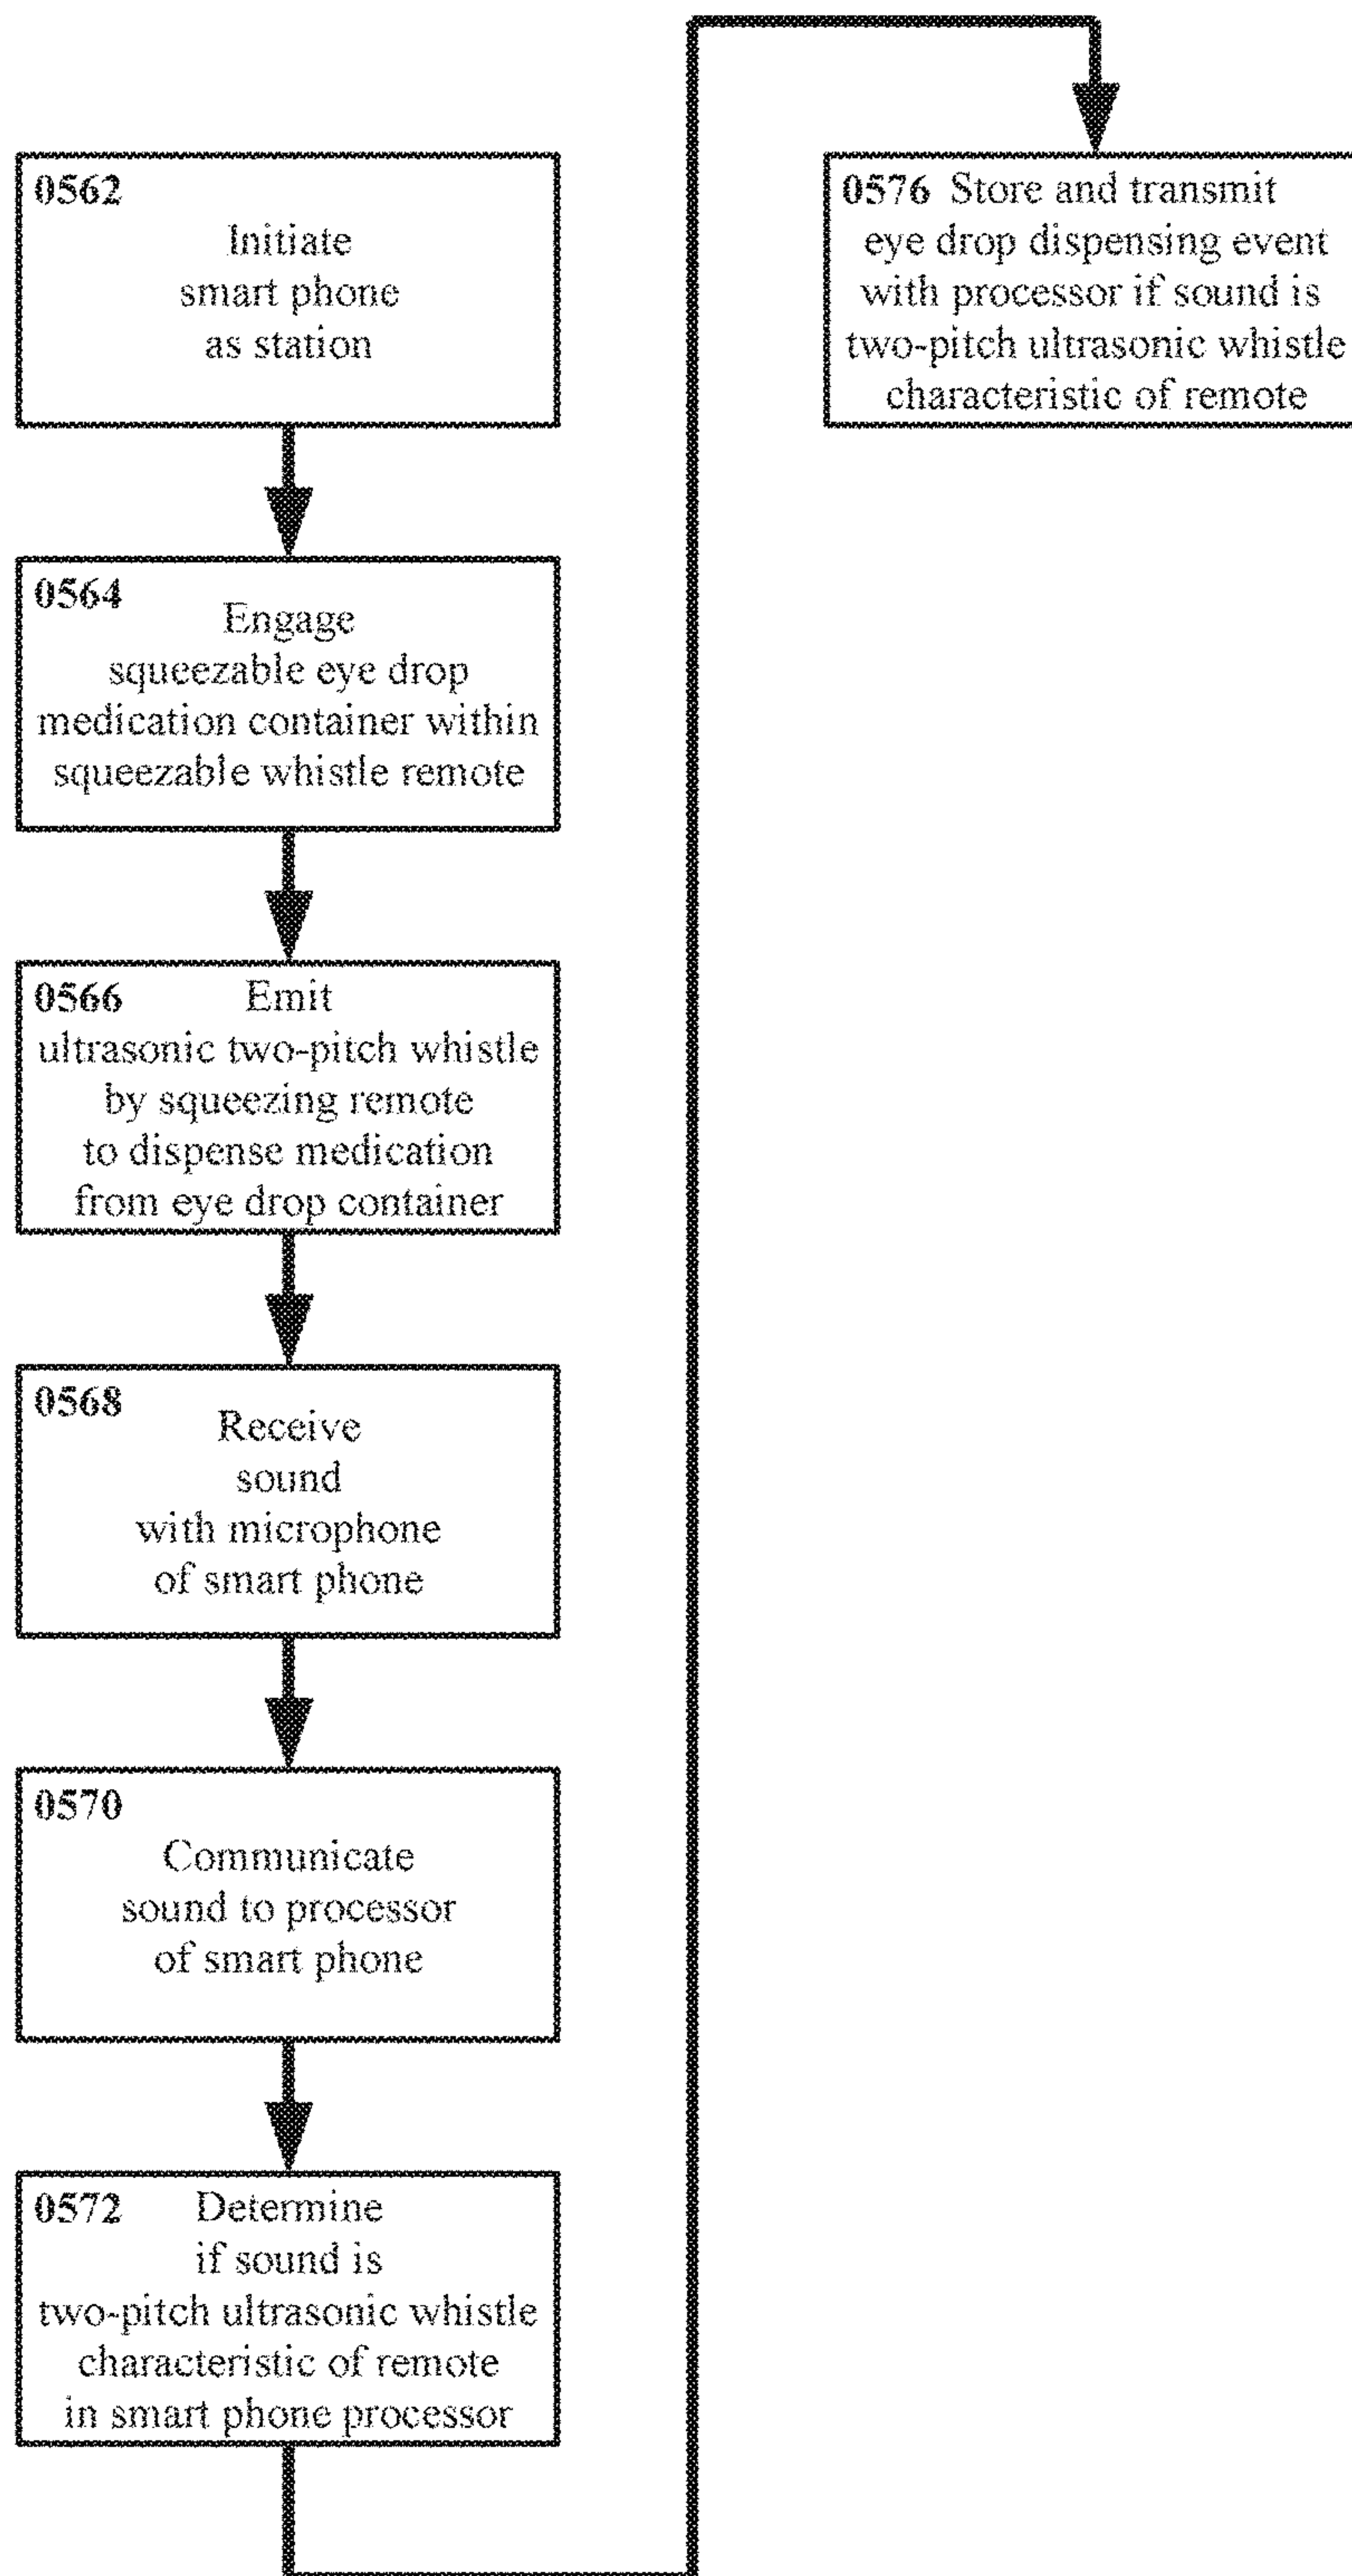 0562
Initiate
smart phone
as station
0564
Engage
squeezable eye drop
medication container within
squeezable whistle remote
0566 Emit
ultrasonic two-pitch whistle
by squeezing remote
to dispense medication
from eye drop container
0568
Receive
sound
with microphone
of smart phone
0570
Communicate
sound to processor
of smart phone
0572 Determine
if sound is
two-pitch ultrasonic whistle
characteristic of remote
in smart phone processor
0576 Store and transmit
eye drop dispensing event
with processor if sound is
two-pitch ultrasonic whistle
characteristic of remote